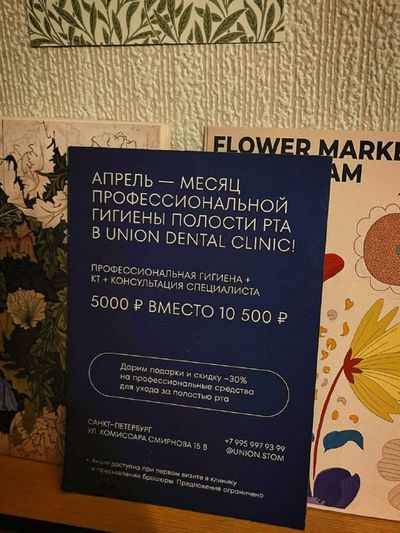 FLOWER MARKE
AM
АПРЕЛЬ — МЕСЯЦ
ПРОФЕССИОНАЛЬНОЙ
ГИГИЕНЫ ПОЛОСТИ РТА
В UNION DENTAL CLINIC!
ПРОФЕССИОНАЛЬНАЯ ГИГИЕНА +
КТ + КОНСУЛЬТАЦИЯ СПЕЦИАЛИСТА
5000 ₽ ВМЕСТО 10 500 ₽
Дарим подарки и скидку –30%
на профессиональные средства
для ухода за полостью рта
САНКТ-ПЕТЕРБУРГ
УЛ. КОМИССАРА СМИРНОВА 15 В
+7 995 997 93 99
@UNION.STOM
* Акция доступна при первом визите в клинику
и предъявлении брошюры. Предложение ограничено